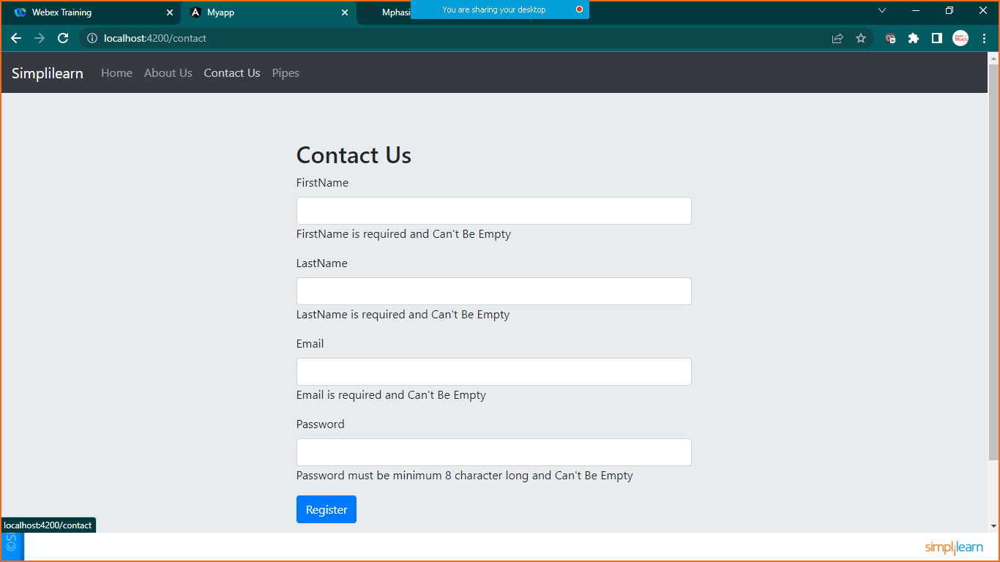 Webex Training
Myapp
Mphasi
You are sharing your desktop
localhost:4200/contact
Simplilearn Home About Us Contact Us Pipes
Contact Us
FirstName
FirstName is required and Can't Be Empty
LastName
LastName is required and Can't Be Empty
Email
Email is required and Can't Be Empty
Password
Password must be minimum 8 character long and Can't Be Empty
Register
localhost:4200/contact
simplilearn